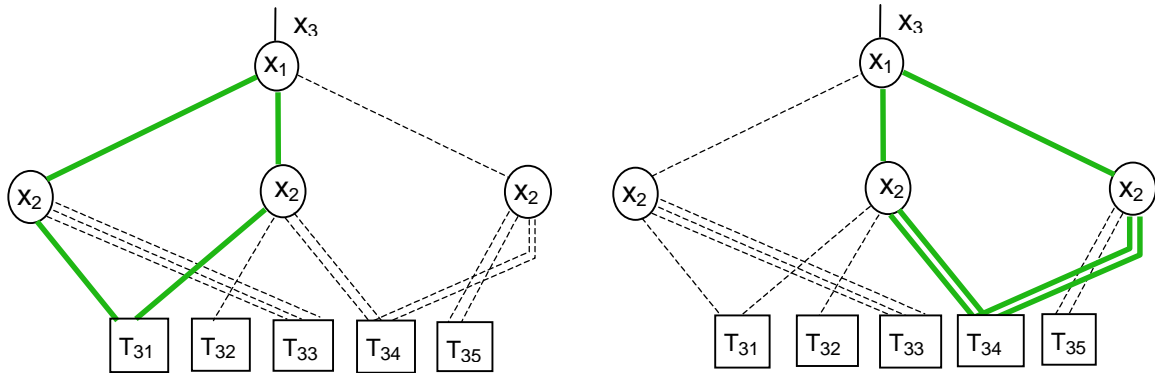 x₃ x₃
x₁ x₁
x₂ x₂ x₂ x₂ x₂ x₂
T₃₁ T₃₂ T₃₃ T₃₄ T₃₅ T₃₁ T₃₂ T₃₃ T₃₄ T₃₅